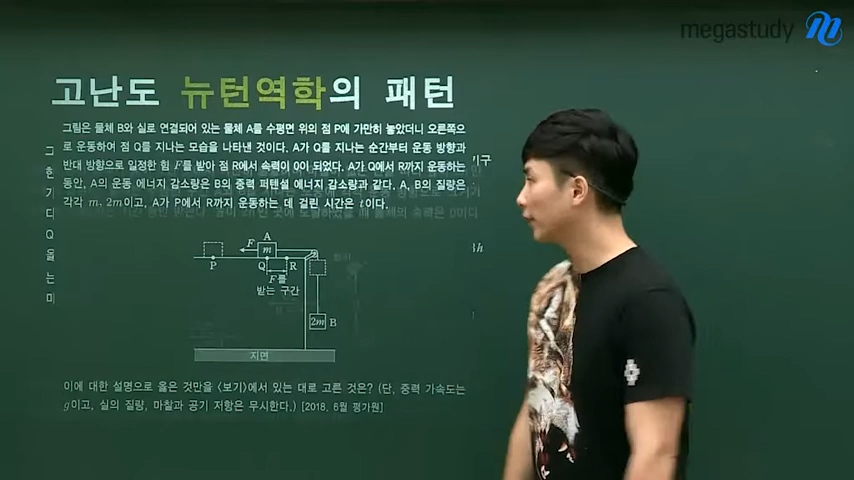 megastudy
고난도 뉴턴역학의 패턴
그림은 물체 B와 실로 연결되어 있는 물체 A를 수평면 위의 점 P에 가만히 놓았더니 오른쪽으
로 운동하여 점 Q를 지나는 모습을 나타낸 것이다. A가 Q를 지나는 순간부터 운동 방향과
반대 방향으로 일정한 힘 F를 받아 점 R에서 속력이 0이 되었다. A가 Q에서 R까지 운동하는
동안, A의 운동 에너지 감소량은 B의 중력 퍼텐셜 에너지 감소량과 같다. A, B의 질량은
각각 m, 2m이고, A가 P에서 R까지 운동하는 데 걸린 시간은 t이다.
A
F
m
P
Q
R
F를
받는 구간
2m
B
지면
이에 대한 설명으로 옳은 것만을 <보기>에서 있는 대로 고른 것은? (단, 중력 가속도는
g이고, 실의 질량, 마찰과 공기 저항은 무시한다.) [2018. 6월 평가원]